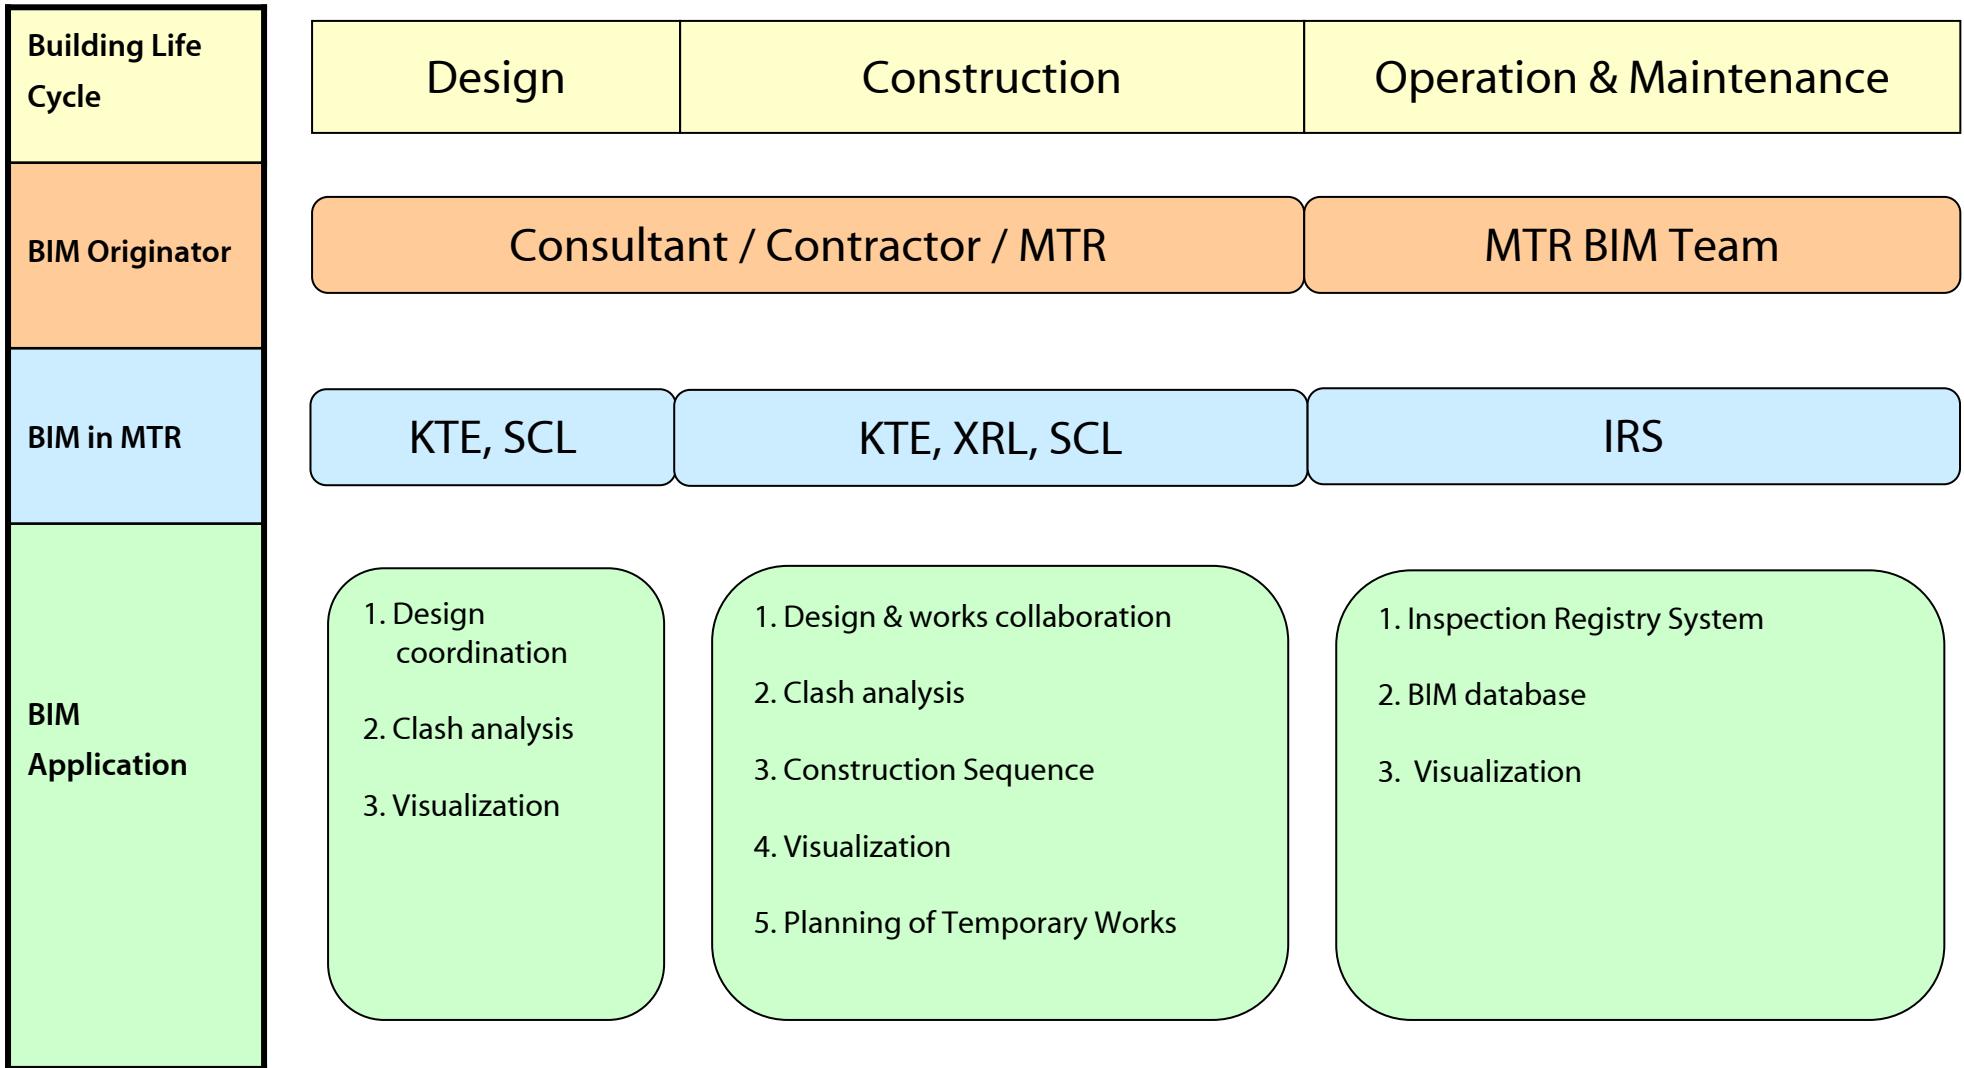 Building Life
Cycle
Design
Construction
Operation & Maintenance
BIM Originator
Consultant / Contractor / MTR
MTR BIM Team
BIM in MTR
KTE, SCL
KTE, XRL, SCL
IRS
BIM
Application
1. Design
coordination
2. Clash analysis
3. Visualization
1. Design & works collaboration
2. Clash analysis
3. Construction Sequence
4. Visualization
5. Planning of Temporary Works
1. Inspection Registry System
2. BIM database
3. Visualization